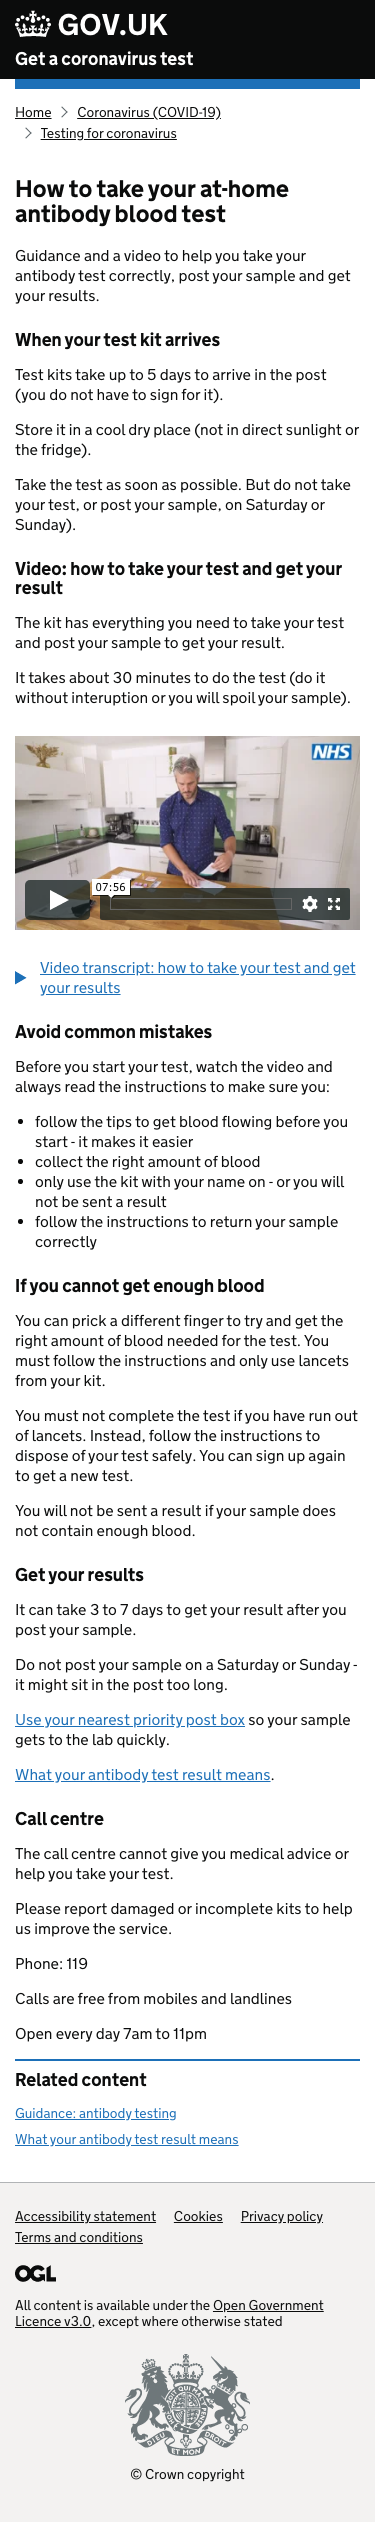 GOV.UK
Get a coronavirus test
Home > Coronavirus (COVID-19)
> Testing for coronavirus
How to take your at-home
antibody blood test
Guidance and a video to help you take your
antibody test correctly, post your sample and get
your results.
When your test kit arrives
Test kits take up to 5 days to arrive in the post
(you do not have to sign for it).
Store it in a cool dry place (not in direct sunlight or
the fridge).
Take the test as soon as possible. But do not take
your test, or post your sample, on Saturday or
Sunday).
Video: how to take your test and get your
result
The kit has everything you need to take your test
and post your sample to get your result.
It takes about 30 minutes to do the test (do it
without interuption or you will spoil your sample).
NHS
07:56
Video transcript: how to take your test and get
your results
Avoid common mistakes
Before you start your test, watch the video and
always read the instructions to make sure you:
• follow the tips to get blood flowing before you
start - it makes it easier
• collect the right amount of blood
• only use the kit with your name on - or you will
not be sent a result
• follow the instructions to return your sample
correctly
If you cannot get enough blood
You can prick a different finger to try and get the
right amount of blood needed for the test. You
must follow the instructions and only use lancets
from your kit.
You must not complete the test if you have run out
of lancets. Instead, follow the instructions to
dispose of your test safely. You can sign up again
to get a new test.
You will not be sent a result if your sample does
not contain enough blood.
Get your results
It can take 3 to 7 days to get your result after you
post your sample.
Do not post your sample on a Saturday or Sunday -
it might sit in the post too long.
Use your nearest priority post box so your sample
gets to the lab quickly.
What your antibody test result means.
Call centre
The call centre cannot give you medical advice or
help you take your test.
Please report damaged or incomplete kits to help
us improve the service.
Phone: 119
Calls are free from mobiles and landlines
Open every day 7am to 11pm
Related content
Guidance: antibody testing
What your antibody test result means
Accessibility statement Cookies Privacy policy
Terms and conditions
OGL
All content is available under the Open Government
Licence v3.0, except where otherwise stated
DIEU ET MON DROIT
© Crown copyright